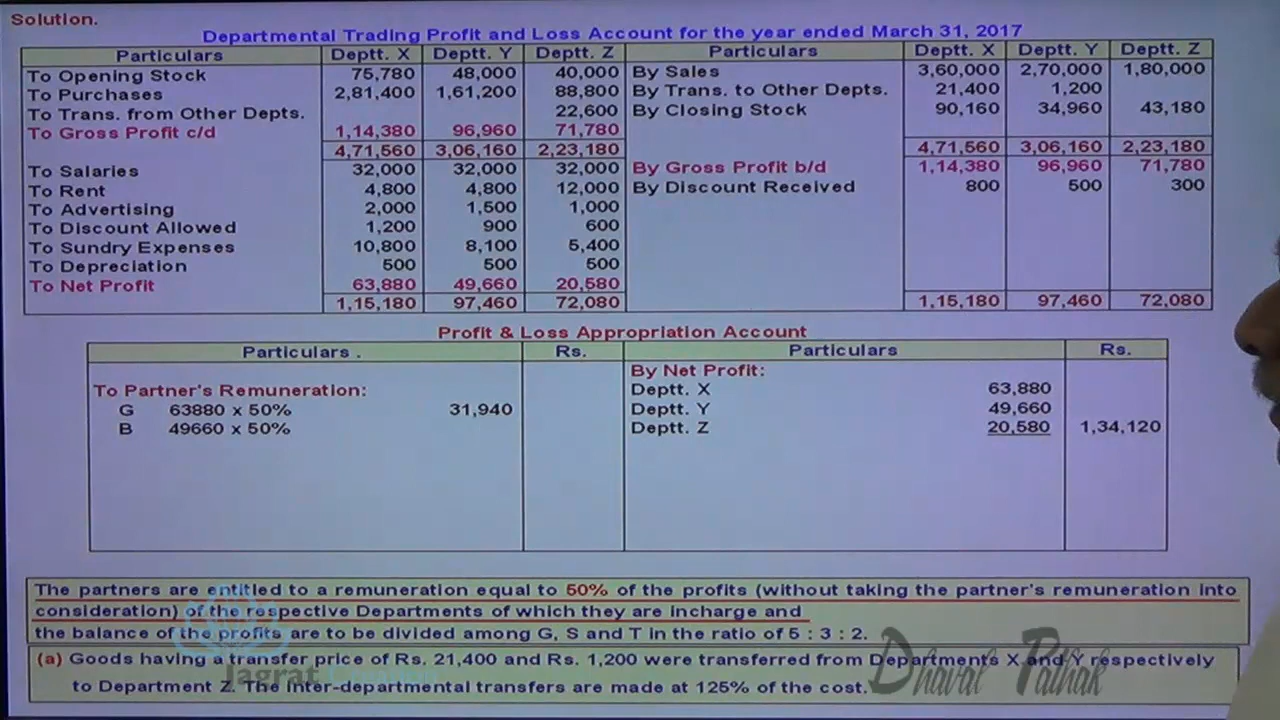 Solution.
Departmental Trading Profit and Loss Account for the year ended March 31, 2017
Particulars Deptt. X Deptt. Y Deptt. Z Particulars Deptt. X Deptt. Y Deptt. Z
To Opening Stock 75,780 48,000 40,000 By Sales 3,60,000 2,70,000 1,80,000
To Purchases 2,81,400 1,61,200 88,800 By Trans. to Other Depts. 21,400 1,200
To Trans. from Other Depts. 22,600 By Closing Stock 90,160 34,960 43,180
To Gross Profit c/d 1,14,380 96,960 71,780
4,71,560 3,06,160 2,23,180 4,71,560 3,06,160 2,23,180
To Salaries 32,000 32,000 32,000 By Gross Profit b/d 1,14,380 96,960 71,780
To Rent 4,800 4,800 12,000 By Discount Received 800 500 300
To Advertising 2,000 1,500 1,000
To Discount Allowed 1,200 900 600
To Sundry Expenses 10,800 8,100 5,400
To Depreciation 500 500 500
To Net Profit 63,880 49,660 20,580
1,15,180 97,460 72,080 1,15,180 97,460 72,080
Profit & Loss Appropriation Account
Particulars . Rs. Particulars Rs.
By Net Profit:
To Partner's Remuneration: Deptt. X 63,880
G 63880 x 50% 31,940 Deptt. Y 49,660
B 49660 x 50% Deptt. Z 20,580 1,34,120
The partners are entitled to a remuneration equal to 50% of the profits (without taking the partner's remuneration into
consideration) of the respective Departments of which they are incharge and
the balance of the profits are to be divided among G, S and T in the ratio of 5 : 3 : 2.
(a) Goods having a transfer price of Rs. 21,400 and Rs. 1,200 were transferred from Departments X and Y respectively
to Department Z. The Inter-departmental transfers are made at 125% of the cost.
Jagrat
Dhaval Pathak